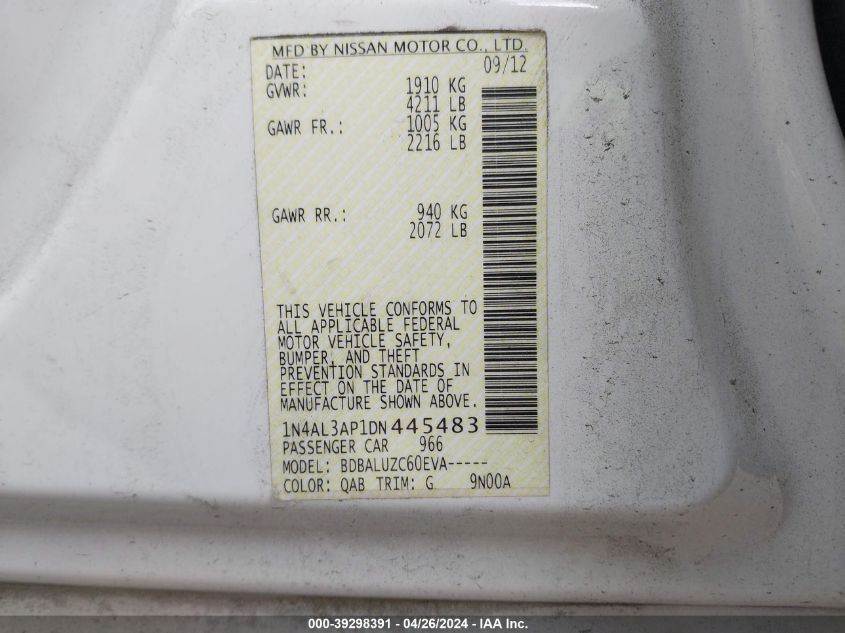 MFD BY NISSAN MOTOR CO., LTD.
DATE: 09/12
GVWR: 1910 KG
4211 LB
GAWR FR.: 1005 KG
2216 LB
GAWR RR.: 940 KG
2072 LB
THIS VEHICLE CONFORMS TO
ALL APPLICABLE FEDERAL
MOTOR VEHICLE SAFETY,
BUMPER, AND THEFT
PREVENTION STANDARDS IN
EFFECT ON THE DATE OF
MANUFACTURE SHOWN ABOVE.
1N4AL3AP1DN445483
PASSENGER CAR 966
MODEL: BDBALUZC60EVA-----
COLOR: QAB TRIM: G 9N00A
000-39298391 - 04/26/2024 - IAA Inc.